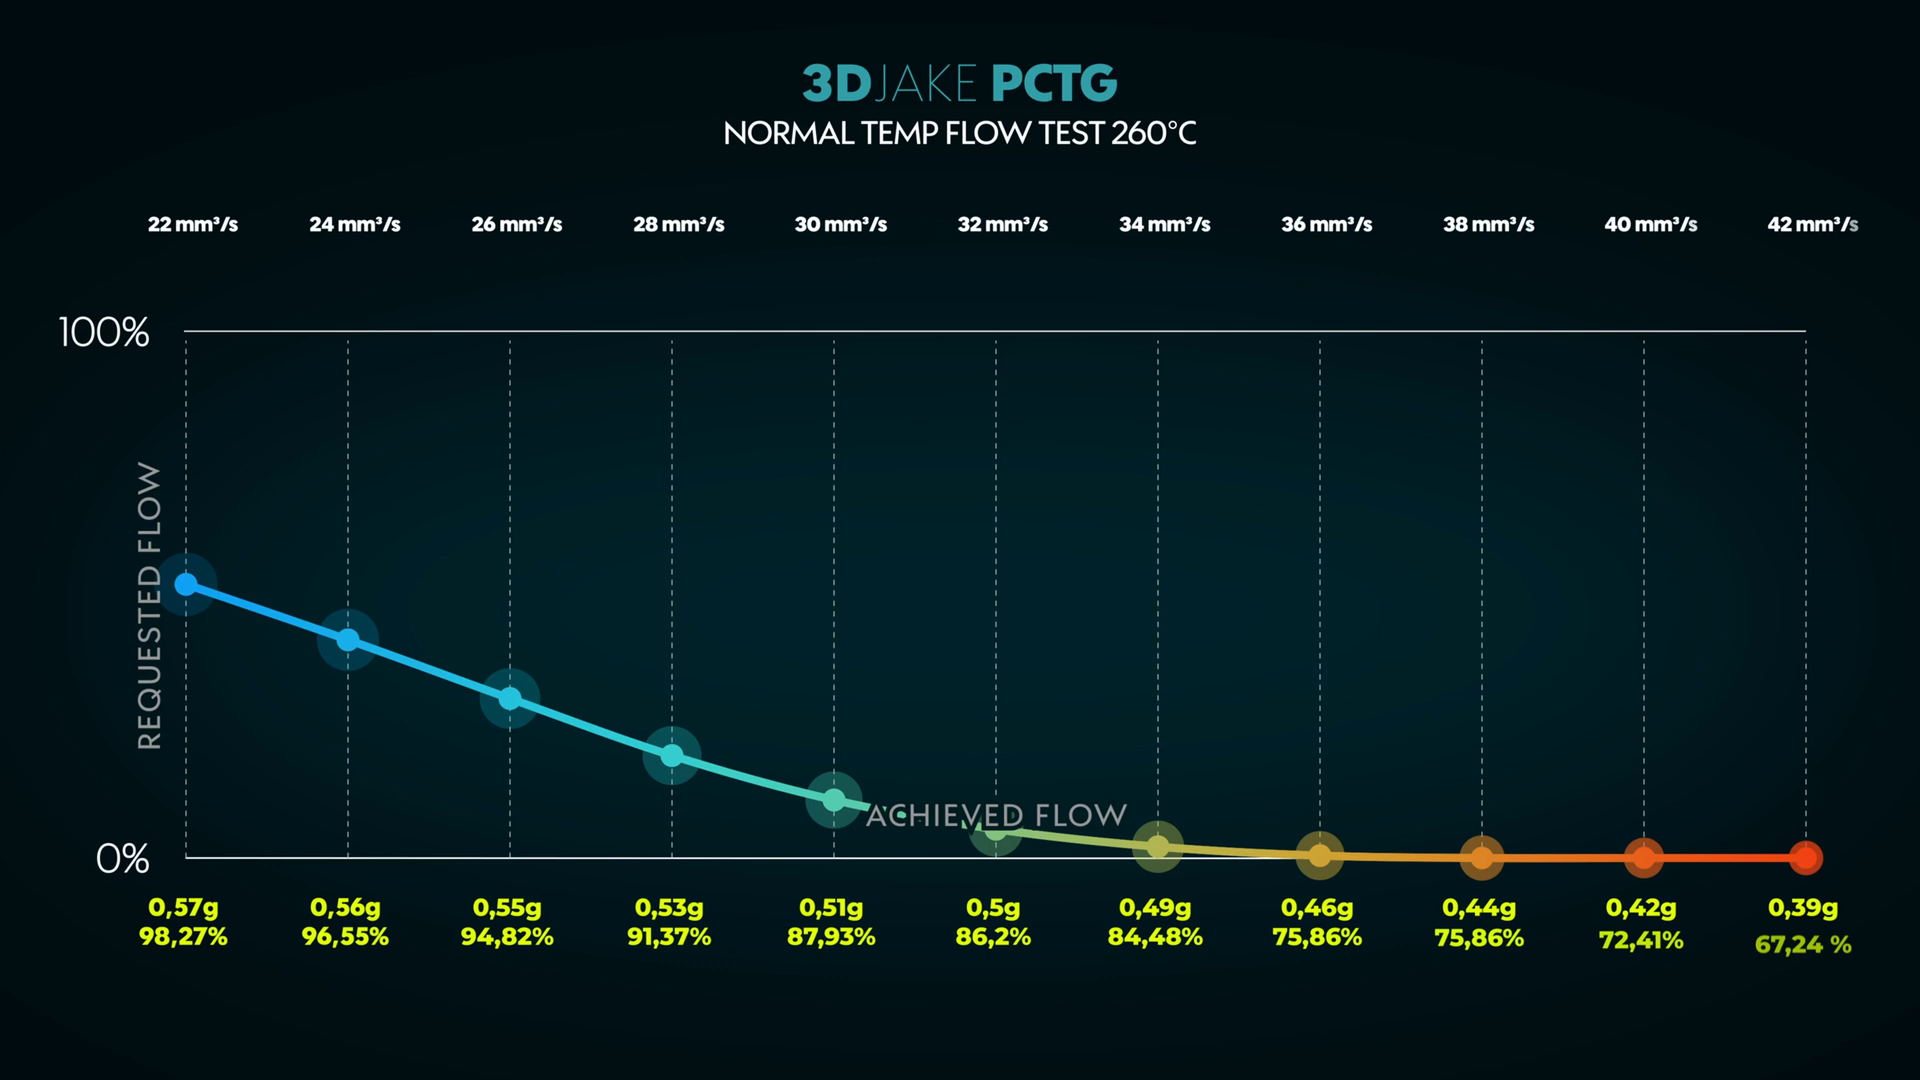 3DJAKE PCTG
NORMAL TEMP FLOW TEST 260°C
22 mm³/s 24 mm³/s 26 mm³/s 28 mm³/s 30 mm³/s 32 mm³/s 34 mm³/s 36 mm³/s 38 mm³/s 40 mm³/s 42 mm³/s
100%
REQUESTED FLOW
ACHIEVED FLOW
0%
0,57g 0,56g 0,55g 0,53g 0,51g 0,5g 0,49g 0,46g 0,44g 0,42g 0,39g
98,27% 96,55% 94,82% 91,37% 87,93% 86,2% 84,48% 75,86% 75,86% 72,41% 67,24 %